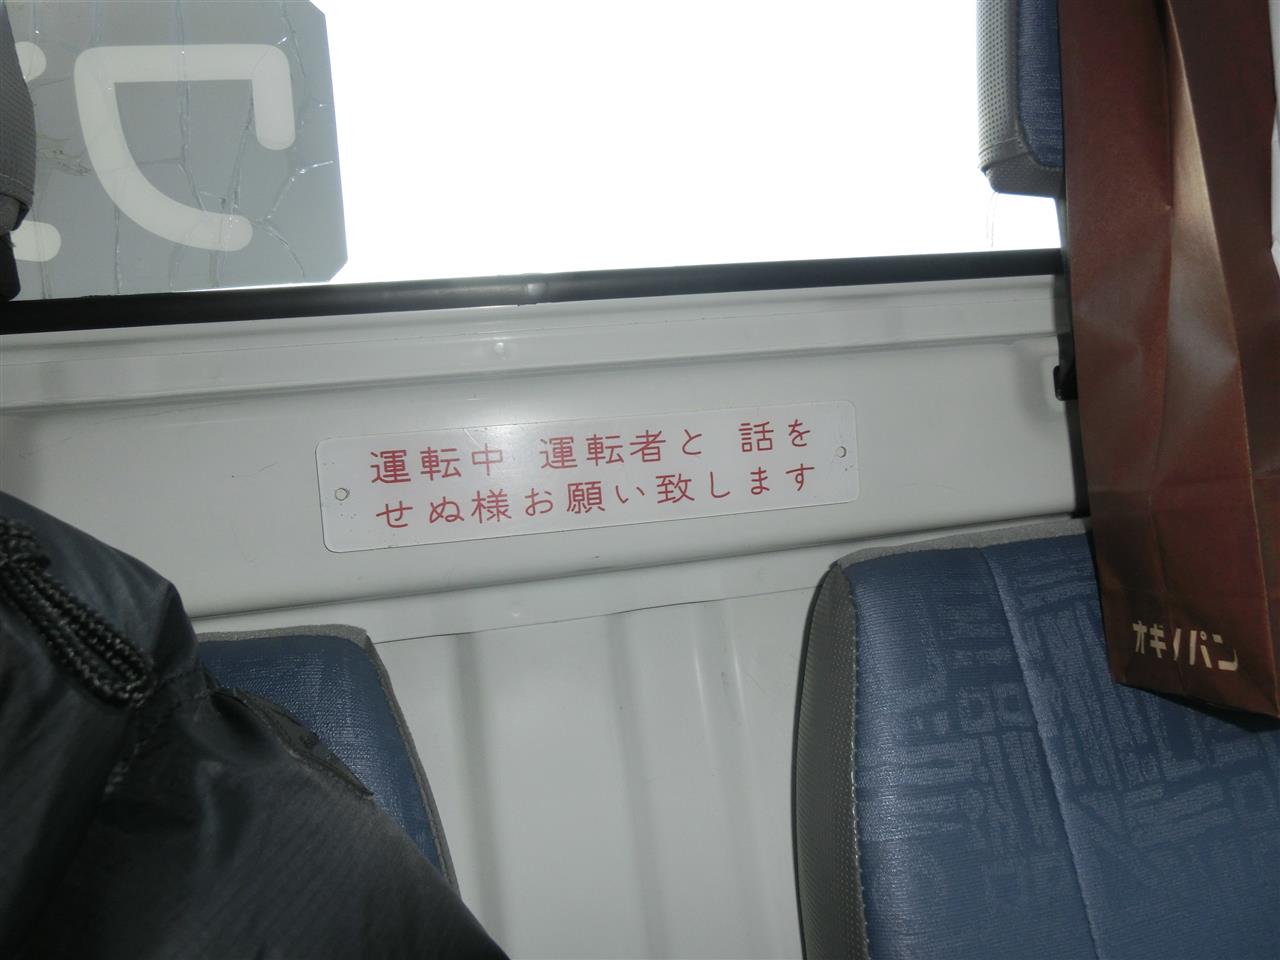 運転中 運転者と 話を
せぬ様お願い致します
オギノパン